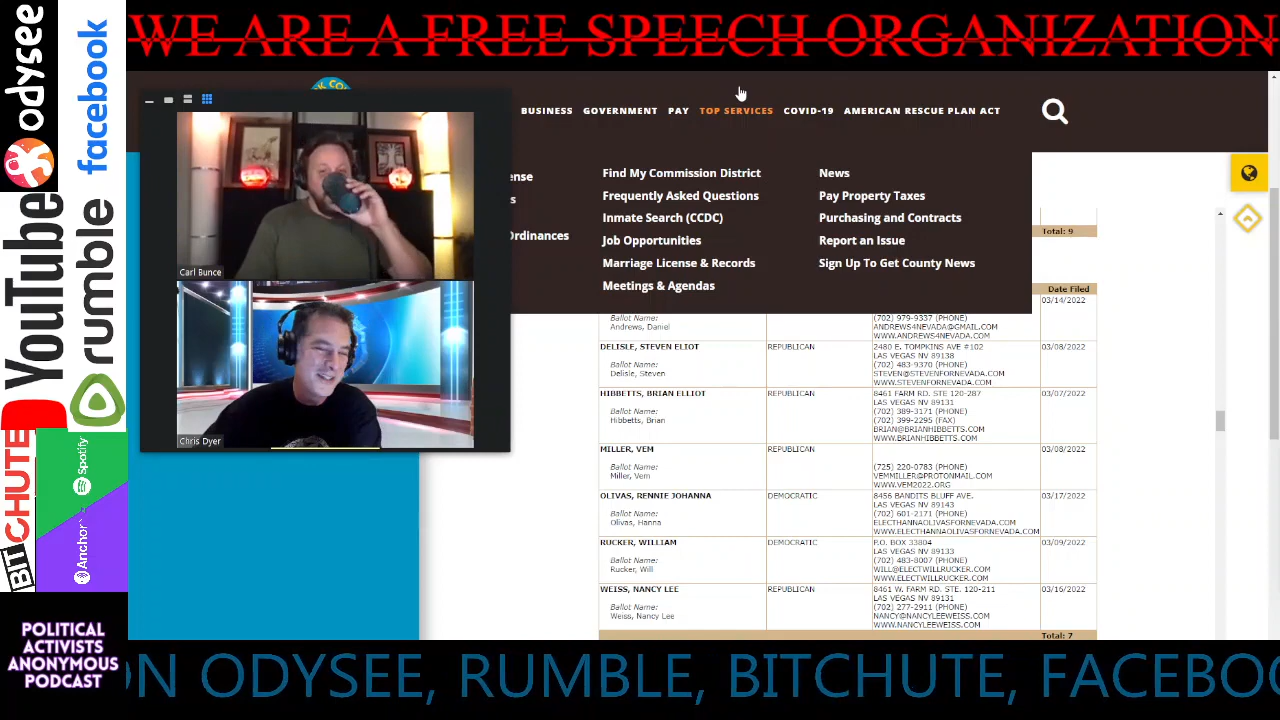 WE ARE A FREE SPEECH ORGANIZATION
odysee
facebook
YouTube
rumble
BITCHUTE
Spotify
Anchor
POLITICAL
ACTIVISTS
ANONYMOUS
PODCAST
BUSINESS GOVERNMENT PAY TOP SERVICES COVID-19 AMERICAN RESCUE PLAN ACT
ense
s
Ordinances
Find My Commission District
Frequently Asked Questions
Inmate Search (CCDC)
Job Opportunities
Marriage License & Records
Meetings & Agendas
News
Pay Property Taxes
Purchasing and Contracts
Report an Issue
Sign Up To Get County News
Carl Bunce
Chris Dyer
Total: 9
Date Filed
03/14/2022
(702) 979-9337 (PHONE)
Andrews, Daniel ANDREWS4NEVADA@GMAIL.COM
WWW.ANDREWS4NEVADA.COM
DELISLE, STEVEN ELIOT REPUBLICAN 2480 E. TOMPKINS AVE #102 03/08/2022
LAS VEGAS NV 89138
Ballot Name: (702) 483-9370 (PHONE)
Delisle, Steven STEVEN@STEVENFORNEVADA.COM
WWW.STEVENFORNEVADA.COM
HIBBETTS, BRIAN ELLIOT REPUBLICAN 8461 FARM RD. STE 120-287 03/07/2022
LAS VEGAS NV 89131
Ballot Name: (702) 389-3171 (PHONE)
Hibbetts, Brian (702) 399-2295 (FAX)
BRIAN@BRIANHIBBETTS.COM
WWW.BRIANHIBBETTS.COM
MILLER, VEM REPUBLICAN 03/08/2022
Ballot Name: (725) 220-0783 (PHONE)
Miller, Vem VEMMILLER@PROTONMAIL.COM
WWW.VEM2022.ORG
OLIVAS, RENNIE JOHANNA DEMOCRATIC 8456 BANDITS BLUFF AVE. 03/17/2022
LAS VEGAS NV 89143
Ballot Name: (702) 601-2171 (PHONE)
Olivas, Hanna ELECTHANNAOLIVASFORNEVADA.COM
WWW.ELECTHANNAOLIVASFORNEVADA.COM
RUCKER, WILLIAM DEMOCRATIC P.O. BOX 33804 03/09/2022
LAS VEGAS NV 89133
Ballot Name: (702) 483-8007 (PHONE)
Rucker, Will WILL@ELECTWILLRUCKER.COM
WWW.ELECTWILLRUCKER.COM
WEISS, NANCY LEE REPUBLICAN 8461 W. FARM RD. STE. 120-211 03/16/2022
LAS VEGAS NV 89131
Ballot Name: (702) 277-2911 (PHONE)
Weiss, Nancy Lee NANCY@NANCYLEEWEISS.COM
WWW.NANCYLEEWEISS.COM
Total: 7
ON ODYSEE, RUMBLE, BITCHUTE, FACEBOO